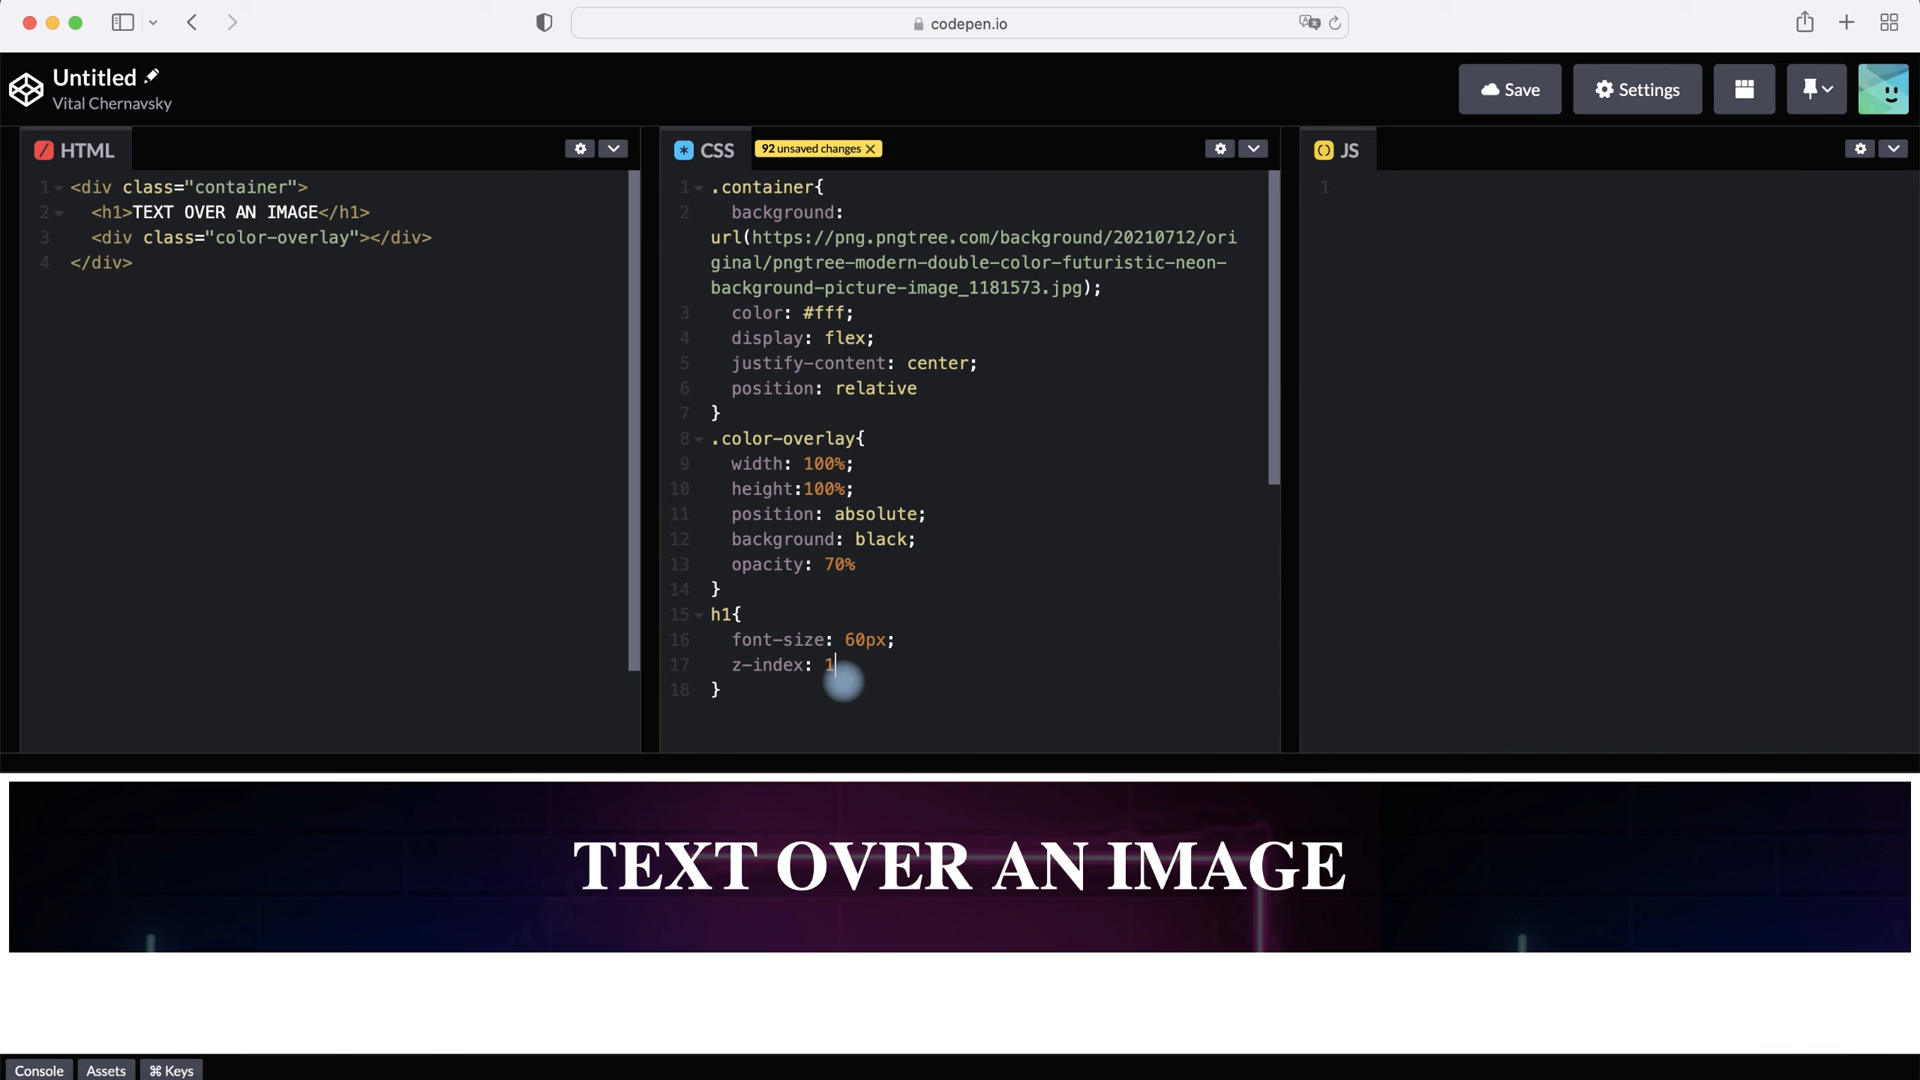 codepen.io
Untitled
Vital Chernavsky
Save
Settings
HTML
1 <div class="container">
2 <h1>TEXT OVER AN IMAGE</h1>
3 <div class="color-overlay"></div>
4 </div>
CSS
92 unsaved changes X
1 .container{
2 background:
url(https://png.pngtree.com/background/20210712/ori
ginal/pngtree-modern-double-color-futuristic-neon-
background-picture-image_1181573.jpg);
3 color: #fff;
4 display: flex;
5 justify-content: center;
6 position: relative
7 }
8 .color-overlay{
9 width: 100%;
10 height:100%;
11 position: absolute;
12 background: black;
13 opacity: 70%
14 }
15 h1{
16 font-size: 60px;
17 z-index: 1
18 }
JS
1
TEXT OVER AN IMAGE
Console
Assets
⌘ Keys